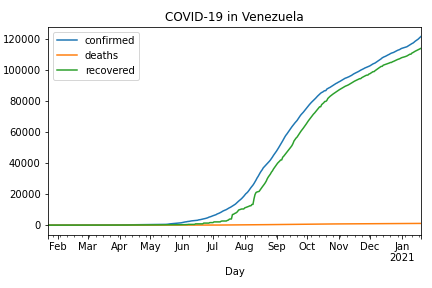 COVID-19 in Venezuela
confirmed
deaths
recovered
120000
100000
80000
60000
40000
20000
0
Feb Mar Apr May Jun Jul Aug Sep Oct Nov Dec Jan
2021
Day